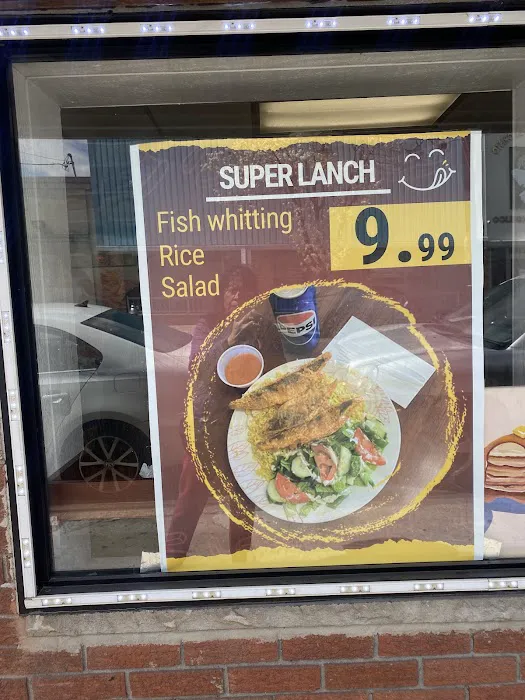 SUPER LANCH
Fish whitting
Rice
Salad
9.99
PEPSI